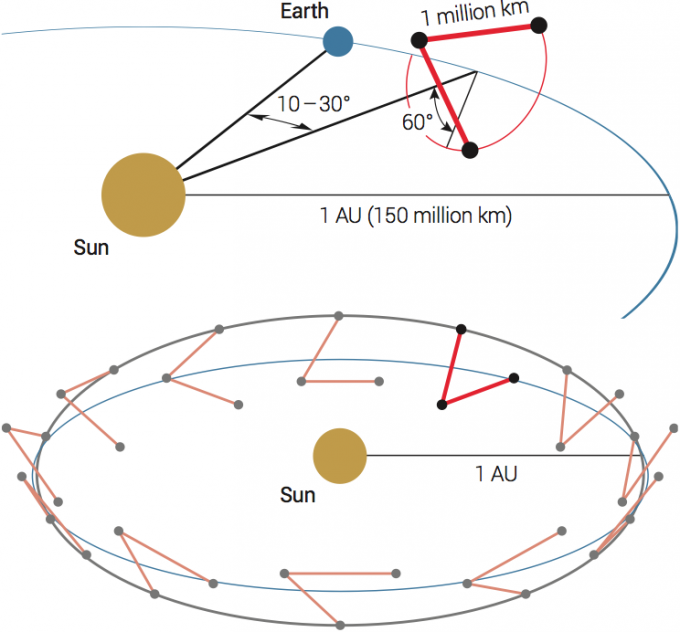 Earth
1 million km
10–30°
60°
1 AU (150 million km)
Sun
1 AU
Sun